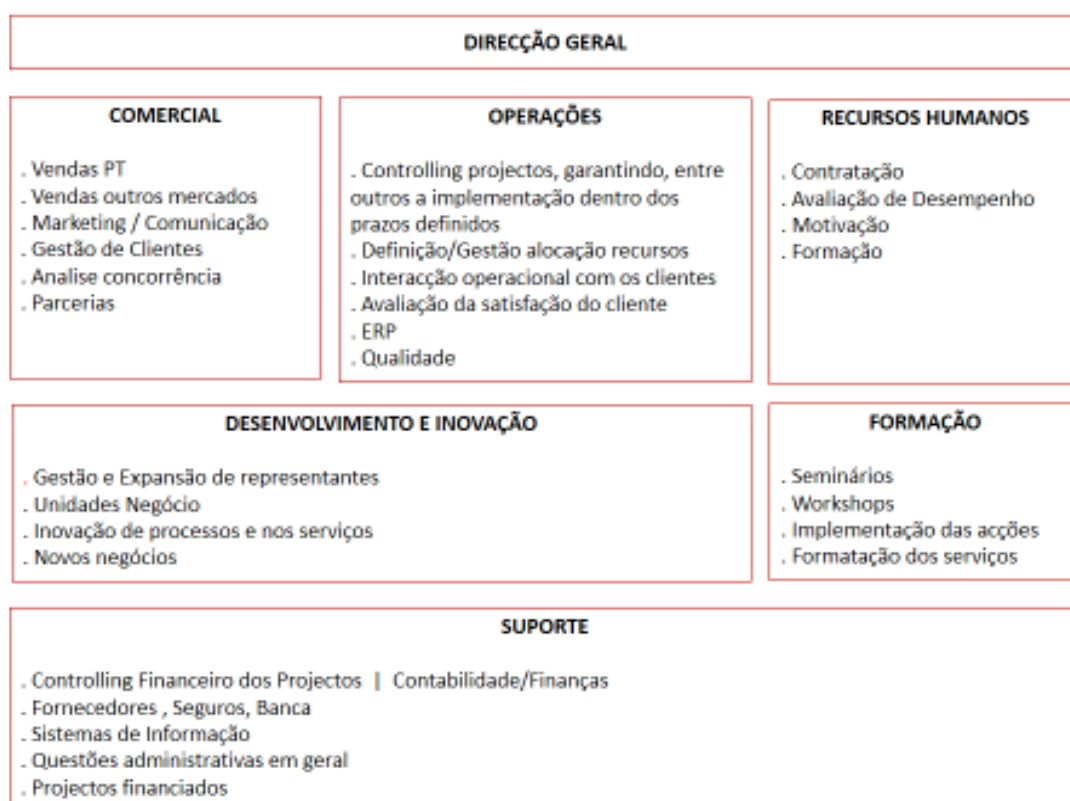 DIRECÇÃO GERAL
COMERCIAL
. Vendas PT
. Vendas outros mercados
. Marketing / Comunicação
. Gestão de Clientes
. Analise concorrência
. Parcerias
OPERAÇÕES
. Controlling projectos, garantindo, entre
outros a implementação dentro dos
prazos definidos
. Definição/Gestão alocação recursos
. Interacção operacional com os clientes
. Avaliação da satisfação do cliente
. ERP
. Qualidade
RECURSOS HUMANOS
. Contratação
. Avaliação de Desempenho
. Motivação
. Formação
DESENVOLVIMENTO E INOVAÇÃO
. Gestão e Expansão de representantes
. Unidades Negócio
. Inovação de processos e nos serviços
. Novos negócios
FORMAÇÃO
. Seminários
. Workshops
. Implementação das acções
. Formatação dos serviços
SUPORTE
. Controlling Financeiro dos Projectos | Contabilidade/Finanças
. Fornecedores , Seguros, Banca
. Sistemas de Informação
. Questões administrativas em geral
. Projectos financiados